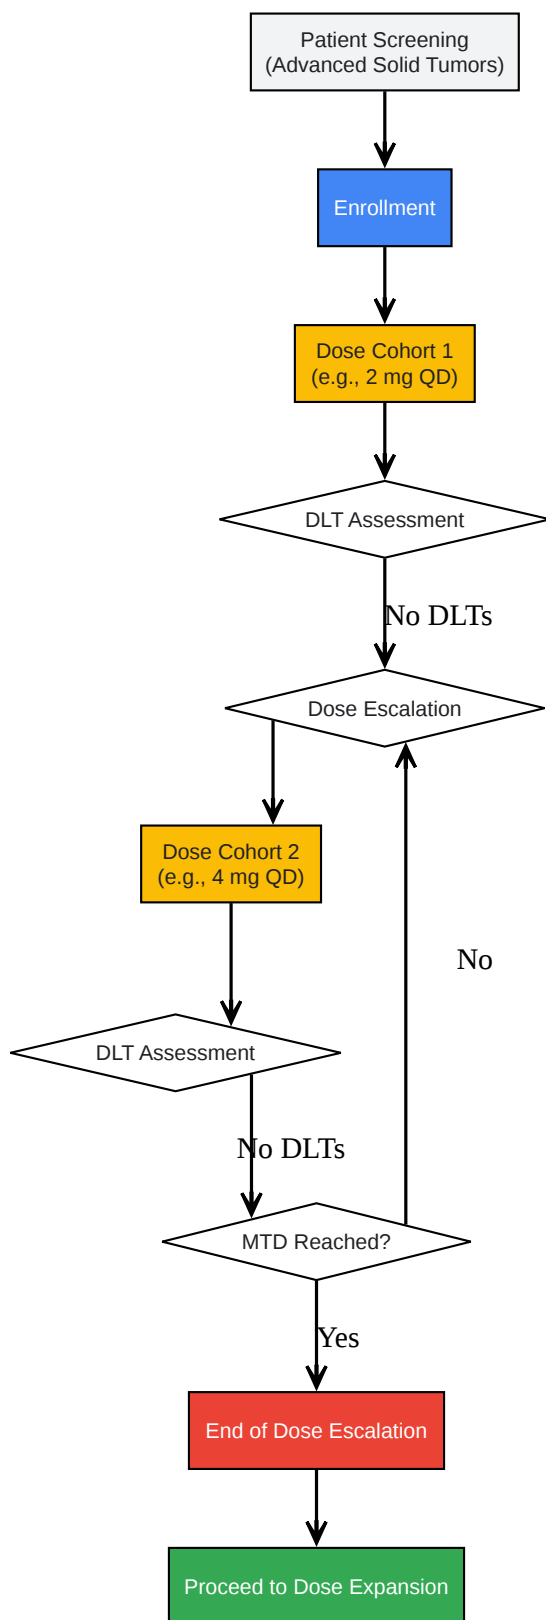 Patient Screening
(Advanced Solid Tumors)
Enrollment
Dose Cohort 1
(e.g., 2 mg QD)
DLT Assessment
No DLTs
Dose Escalation
Dose Cohort 2
(e.g., 4 mg QD)
No
DLT Assessment
No DLTs
MTD Reached?
Yes
End of Dose Escalation
Proceed to Dose Expansion